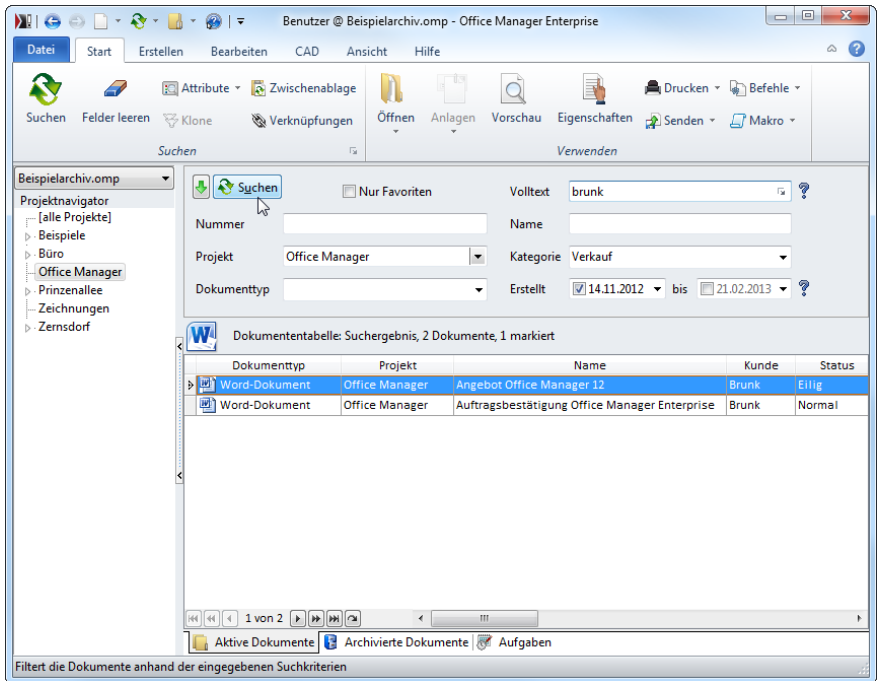 Benutzer @ Beispielarchiv.omp - Office Manager Enterprise
Datei Start Erstellen Bearbeiten CAD Ansicht Hilfe
Attribute Zwischenablage Drucken Befehle
Suchen Felder leeren Klone Verknüpfungen Öffnen Anlagen Vorschau Eigenschaften Senden Makro
Suchen Verwenden
Beispielarchiv.omp
Projektnavigator
[alle Projekte]
Beispiele
Büro
Office Manager
Prinzenallee
Zeichnungen
Zernsdorf
Suchen Nur Favoriten Volltext brunk
Nummer Name
Projekt Office Manager Kategorie Verkauf
Dokumenttyp Erstellt 14.11.2012 bis 21.02.2013
Dokumententabelle: Suchergebnis, 2 Dokumente, 1 markiert
Dokumenttyp Projekt Name Kunde Status
Word-Dokument Office Manager Angebot Office Manager 12 Brunk Eilig
Word-Dokument Office Manager Auftragsbestätigung Office Manager Enterprise Brunk Normal
1 von 2
Aktive Dokumente Archivierte Dokumente Aufgaben
Filtert die Dokumente anhand der eingegebenen Suchkriterien